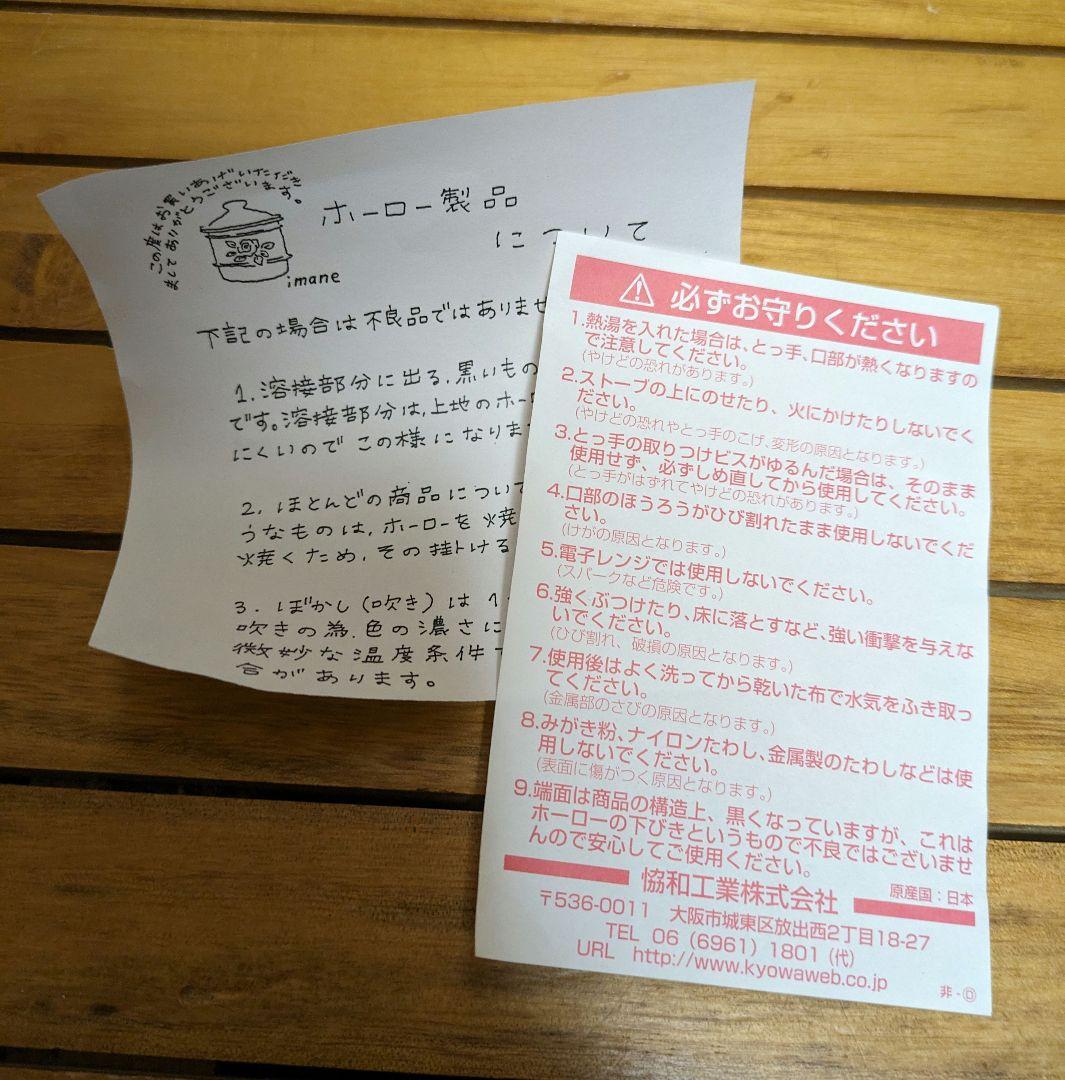 この度はお買いあげいただき
ましてありがとうございます。
imane
ホーロー製品
について
下記の場合は不良品ではありませ
1. 溶接部分に出る、黒いもの
です。溶接部分は、上地のホー
にくいので この様になりま
2. ほとんどの商品について
うなものは、ホーローを焼
焼くため、その掛ける
3. ぼかし(吹き)は
吹きの為、色の濃さに
微妙な温度条件
合があります。
⚠ 必ずお守りください
1.熱湯を入れた場合は、とっ手、口部が熱くなりますの
で注意してください。
(やけどの恐れがあります。)
2.ストーブの上にのせたり、火にかけたりしないでく
ださい。
(やけどの恐れやとっ手のこげ、変形の原因となります。)
3.とっ手の取りつけビスがゆるんだ場合は、そのまま
使用せず、必ずしめ直してから使用してください。
(とっ手がはずれてやけどの恐れがあります。)
4.口部のほうろうがひび割れたまま使用しないでくだ
さい。
(けがの原因となります。)
5.電子レンジでは使用しないでください。
(スパークなど危険です。)
6.強くぶつけたり、床に落とすなど、強い衝撃を与えな
いでください。
(ひび割れ、破損の原因となります。)
7.使用後はよく洗ってから乾いた布で水気をふき取っ
てください。
(金属部のさびの原因となります。)
8.みがき粉、ナイロンたわし、金属製のたわしなどは使
用しないでください。
(表面に傷がつく原因となります。)
9.端面は商品の構造上、黒くなっていますが、これは
ホーローの下びきというもので不良ではございませ
んので安心してご使用ください。
協和工業株式会社
原産国:日本
〒536-0011 大阪市城東区放出西2丁目18-27
TEL 06 (6961) 1801 (代)
URL http://www.kyowaweb.co.jp
非-Ⓓ